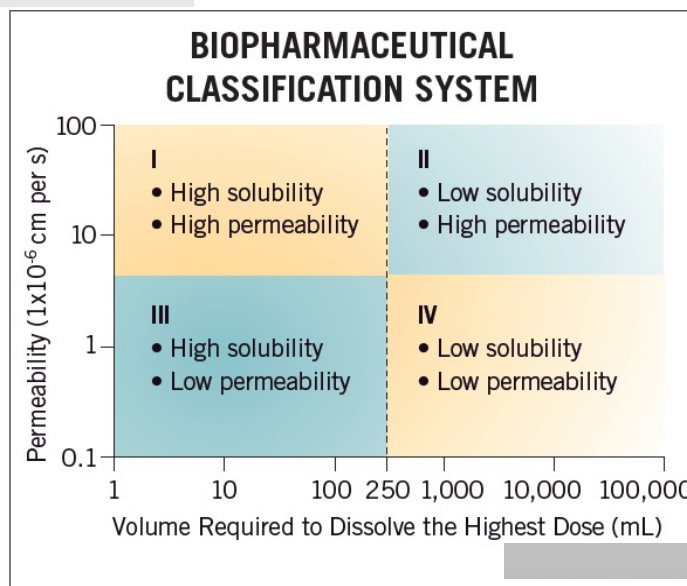 BIOPHARMACEUTICAL
CLASSIFICATION SYSTEM
Permeability (1x10⁻⁶ cm per s)
100
10
1
0.1
I
• High solubility
• High permeability
II
• Low solubility
• High permeability
III
• High solubility
• Low permeability
IV
• Low solubility
• Low permeability
1 10 100 250 1,000 10,000 100,000
Volume Required to Dissolve the Highest Dose (mL)